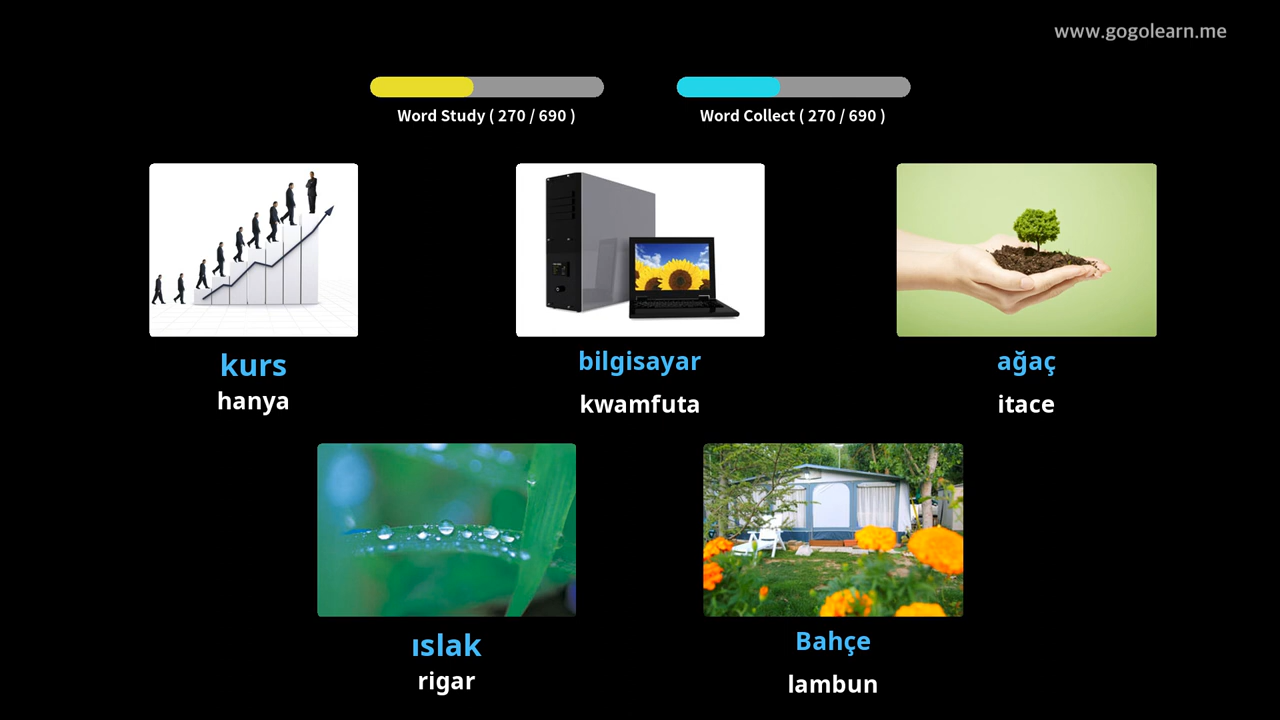 www.gogolearn.me
Word Study ( 270 / 690 )
Word Collect ( 270 / 690 )
kurs
hanya
bilgisayar
kwamfuta
ağaç
itace
ıslak
rigar
Bahçe
lambun